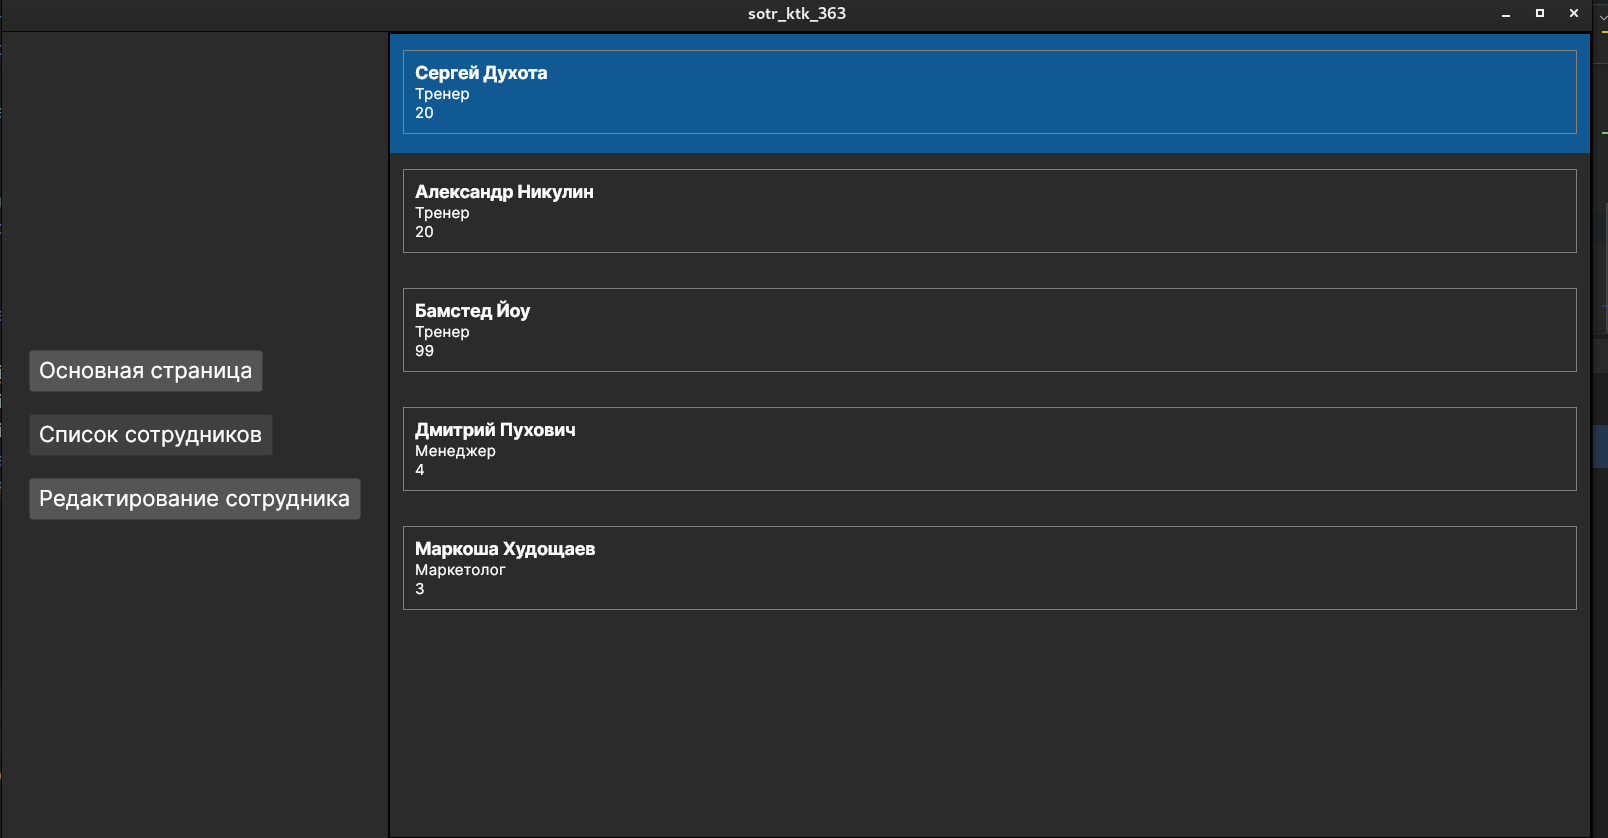 sotr_ktk_363
Основная страница
Список сотрудников
Редактирование сотрудника
Сергей Духота
Тренер
20
Александр Никулин
Тренер
20
Бамстед Йоу
Тренер
99
Дмитрий Пухович
Менеджер
4
Маркоша Худощаев
Маркетолог
3